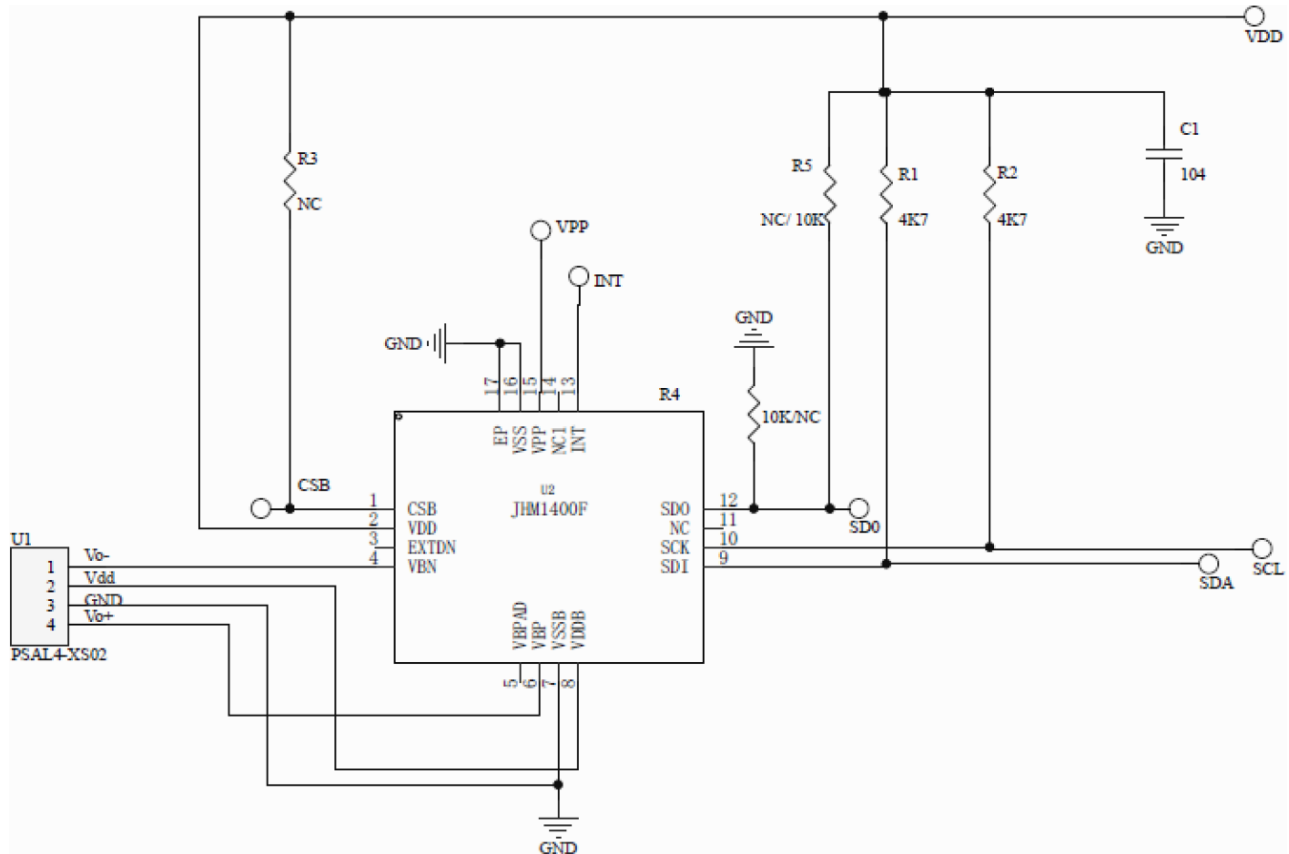 VDD
R3
NC
R5
NC/ 10K
R1
4K7
R2
4K7
C1
104
GND
VPP
INT
GND
GND
17
16
15
14
13
R4
10K/NC
EP
VSS
VPP
NC1
INT
CSB
1
2
3
4
CSB
VDD
EXTDN
VBN
U2
JHM1400F
SDO
NC
SCK
SDI
12
11
10
9
SD0
SCL
SDA
U1
1
2
3
4
Vo-
Vdd
GND
Vo+
PSAL4-XS02
VBPAD
VBP
VSSB
VDDB
5
6
7
8
GND